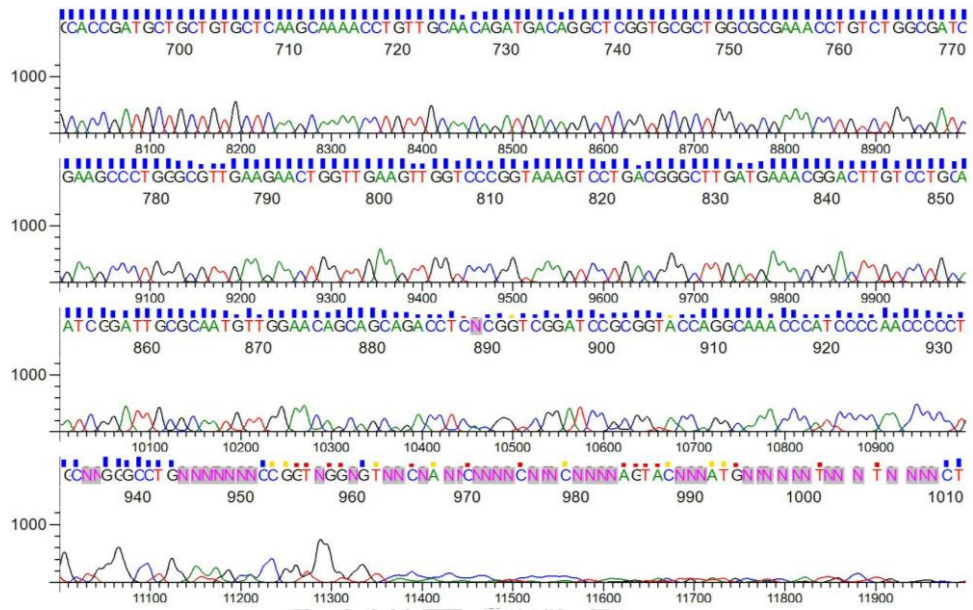 CACCGATGCTGCTGTGCTCAAGCAAAACCTGTTGCAACAGATGACAGGCTCGGTGCGCTGGCGCGAAACCTGTCTGGCGATC
700 710 720 730 740 750 760 770
1000
8100 8200 8300 8400 8500 8600 8700 8800 8900
GAAGCCCTGGGCGTTGAAGAACTGGTTGAAGTTGGTCCCGGTAAAGTCCTGACGGGCTTGATGAAACGGACTTGTCCTGCA
780 790 800 810 820 830 840 850
1000
9100 9200 9300 9400 9500 9600 9700 9800 9900
ATCGGATTGCGCAATGTTGGAACAGCAGCAGACCTCNCGGTCGGATCCGCGGTACCAGGCAAACCCATCCCCAACCCCCT
860 870 880 890 900 910 920 930
1000
10100 10200 10300 10400 10500 10600 10700 10800 10900
940 950 960 970 980 990 1000 1010
1000
11100 11200 11300 11400 11500 11600 11700 11800 11900